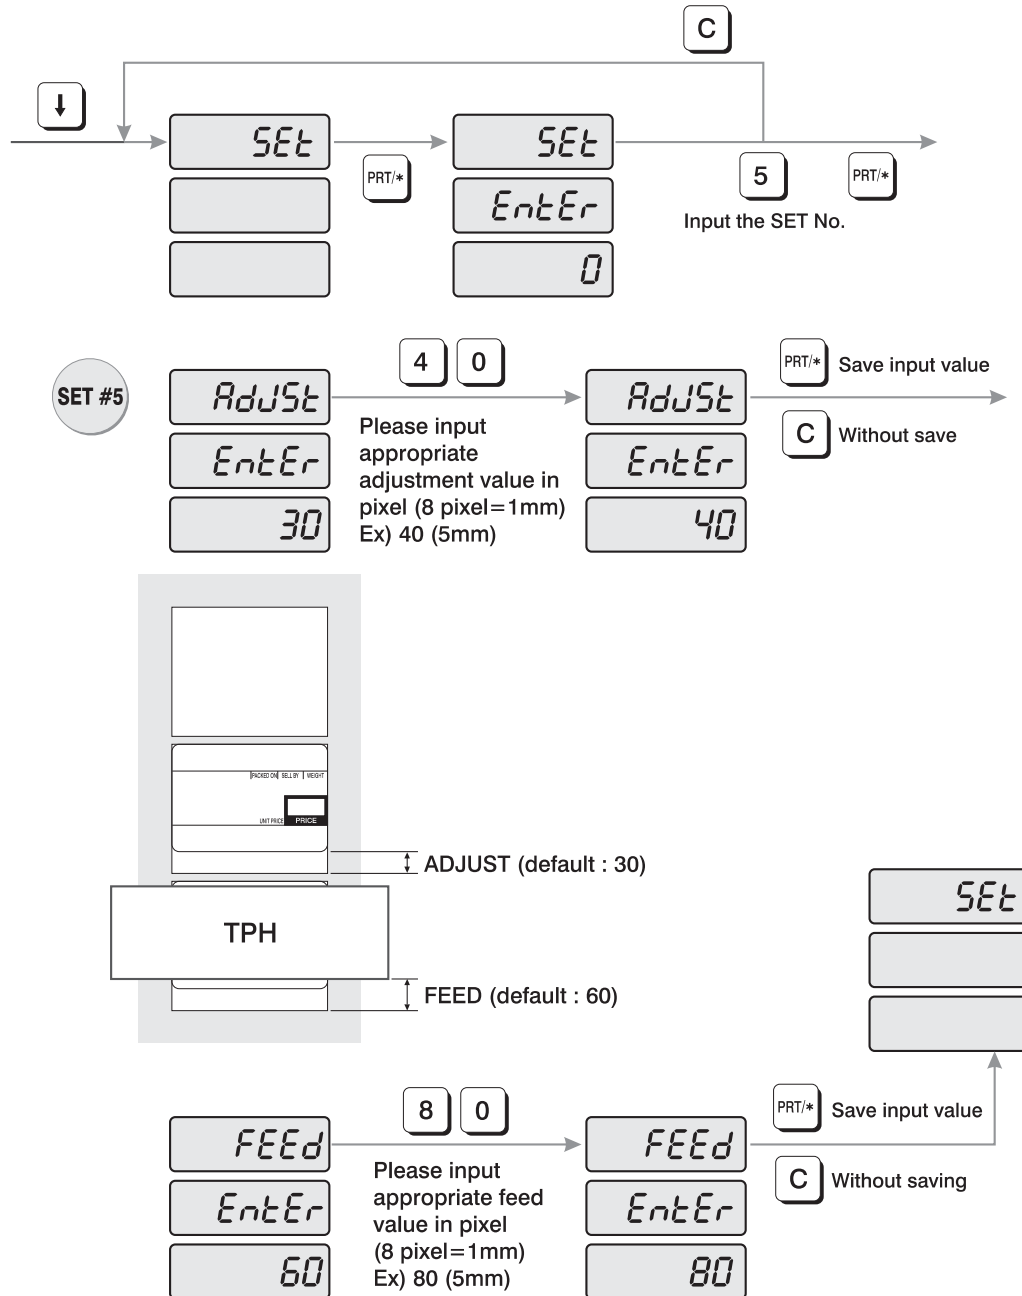 C
↓
SEt
SEt
PRT/*
5
PRT/*
EntEr
Input the SET No.
0
4 0
PRT/* Save input value
SET #5
AdJSt
AdJSt
Please input
appropriate
adjustment value in
pixel (8 pixel=1mm)
Ex) 40 (5mm)
C Without save
EntEr
EntEr
30
40
PACKED ON SELL BY WEIGHT
UNIT PRICE PRICE
ADJUST (default : 30)
TPH
SEt
FEED (default : 60)
8 0
PRT/* Save input value
FEEd
FEEd
Please input
appropriate feed
value in pixel
(8 pixel=1mm)
Ex) 80 (5mm)
C Without saving
EntEr
EntEr
60
80